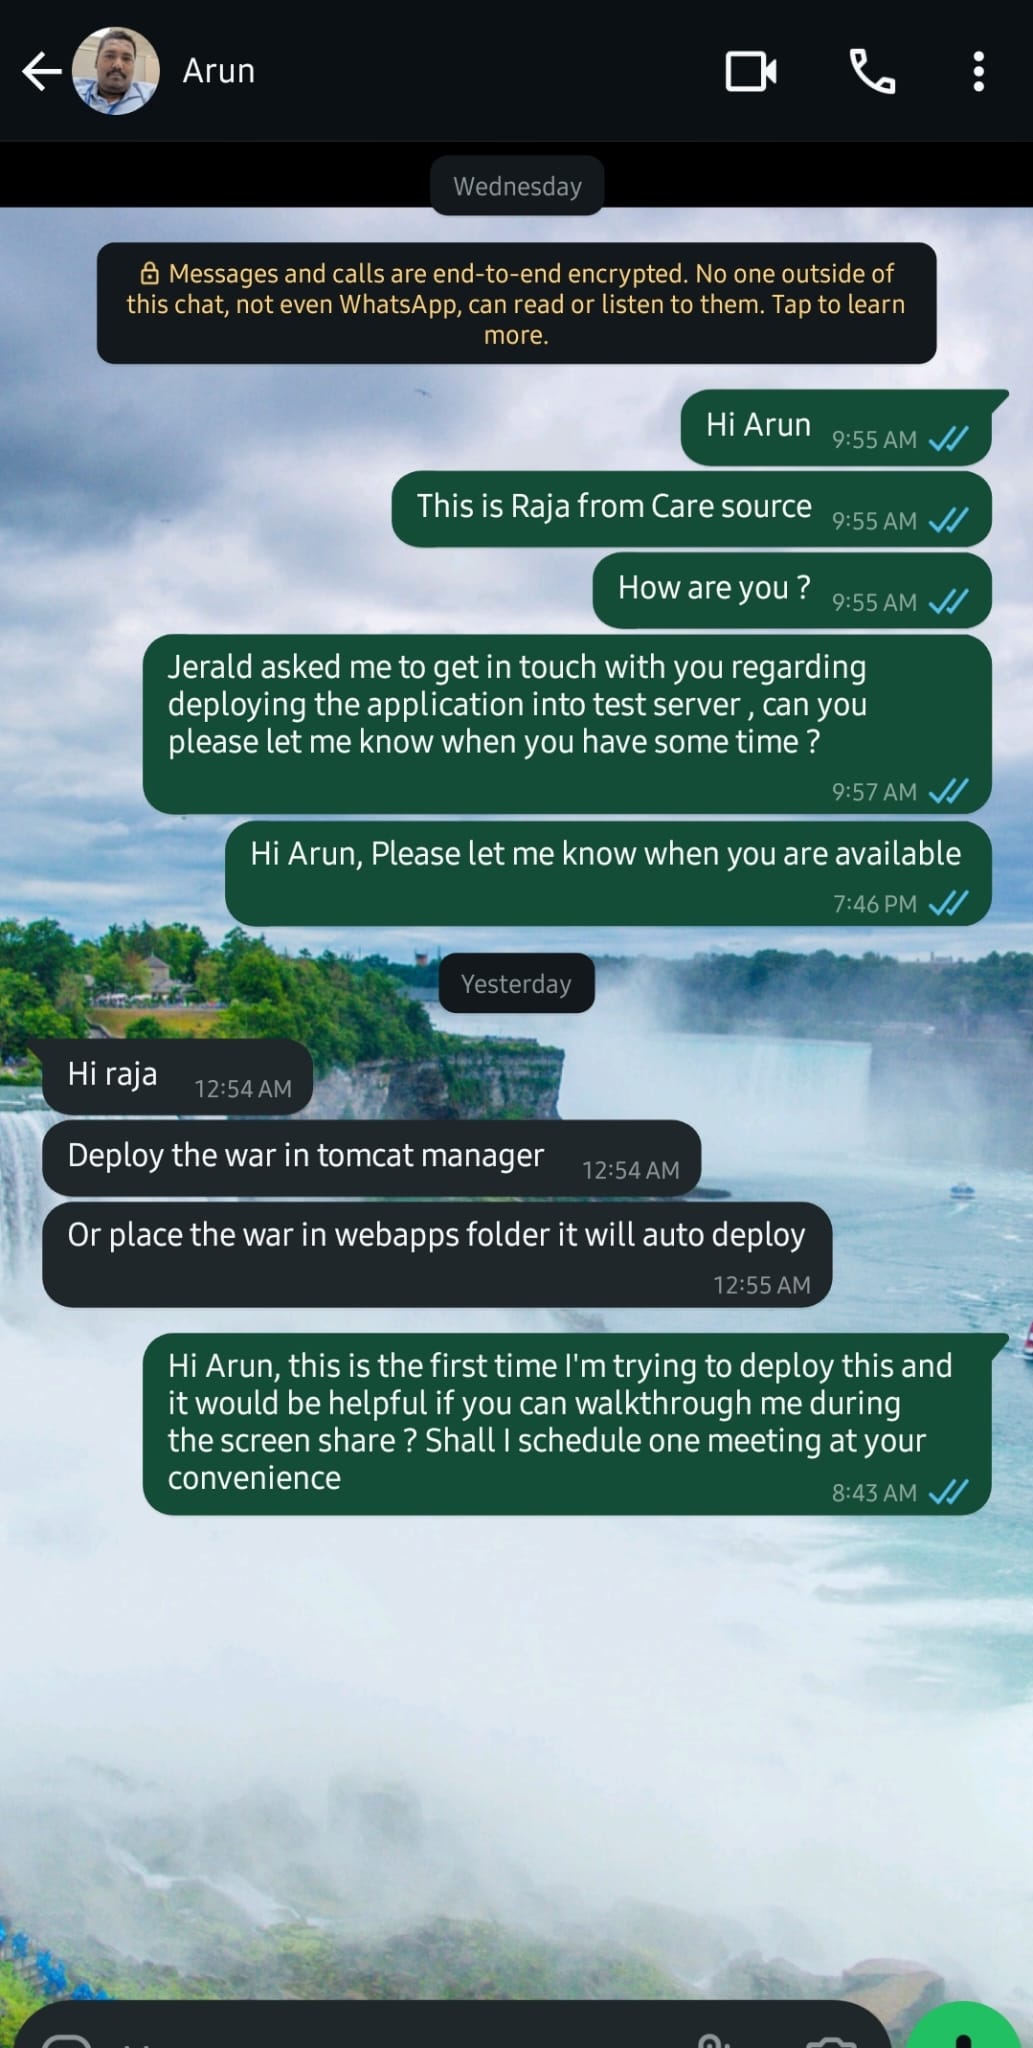 Arun
Wednesday
Messages and calls are end-to-end encrypted. No one outside of
this chat, not even WhatsApp, can read or listen to them. Tap to learn
more.
Hi Arun 9:55 AM
This is Raja from Care source 9:55 AM
How are you ? 9:55 AM
Jerald asked me to get in touch with you regarding
deploying the application into test server , can you
please let me know when you have some time ?
9:57 AM
Hi Arun, Please let me know when you are available
7:46 PM
Yesterday
Hi raja 12:54 AM
Deploy the war in tomcat manager 12:54 AM
Or place the war in webapps folder it will auto deploy
12:55 AM
Hi Arun, this is the first time I'm trying to deploy this and
it would be helpful if you can walkthrough me during
the screen share ? Shall I schedule one meeting at your
convenience 8:43 AM